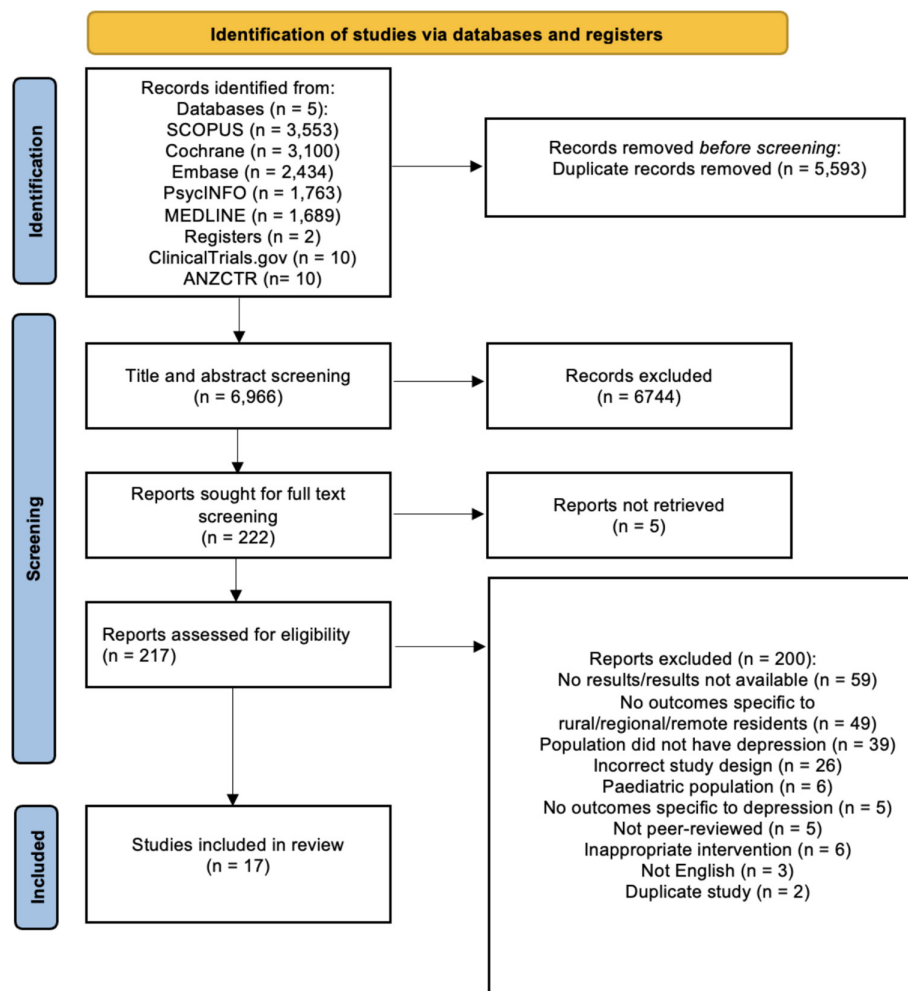 Identification of studies via databases and registers
Identification
Records identified from:
Databases (n = 5):
SCOPUS (n = 3,553)
Cochrane (n = 3,100)
Embase (n = 2,434)
PsycINFO (n = 1,763)
MEDLINE (n = 1,689)
Registers (n = 2)
ClinicalTrials.gov (n = 10)
ANZCTR (n= 10)
Records removed before screening:
Duplicate records removed (n = 5,593)
Screening
Title and abstract screening
(n = 6,966)
Records excluded
(n = 6744)
Reports sought for full text
screening
(n = 222)
Reports not retrieved
(n = 5)
Reports assessed for eligibility
(n = 217)
Reports excluded (n = 200):
No results/results not available (n = 59)
No outcomes specific to
rural/regional/remote residents (n = 49)
Population did not have depression (n = 39)
Incorrect study design (n = 26)
Paediatric population (n = 6)
No outcomes specific to depression (n = 5)
Not peer-reviewed (n = 5)
Inappropriate intervention (n = 6)
Not English (n = 3)
Duplicate study (n = 2)
Included
Studies included in review
(n = 17)